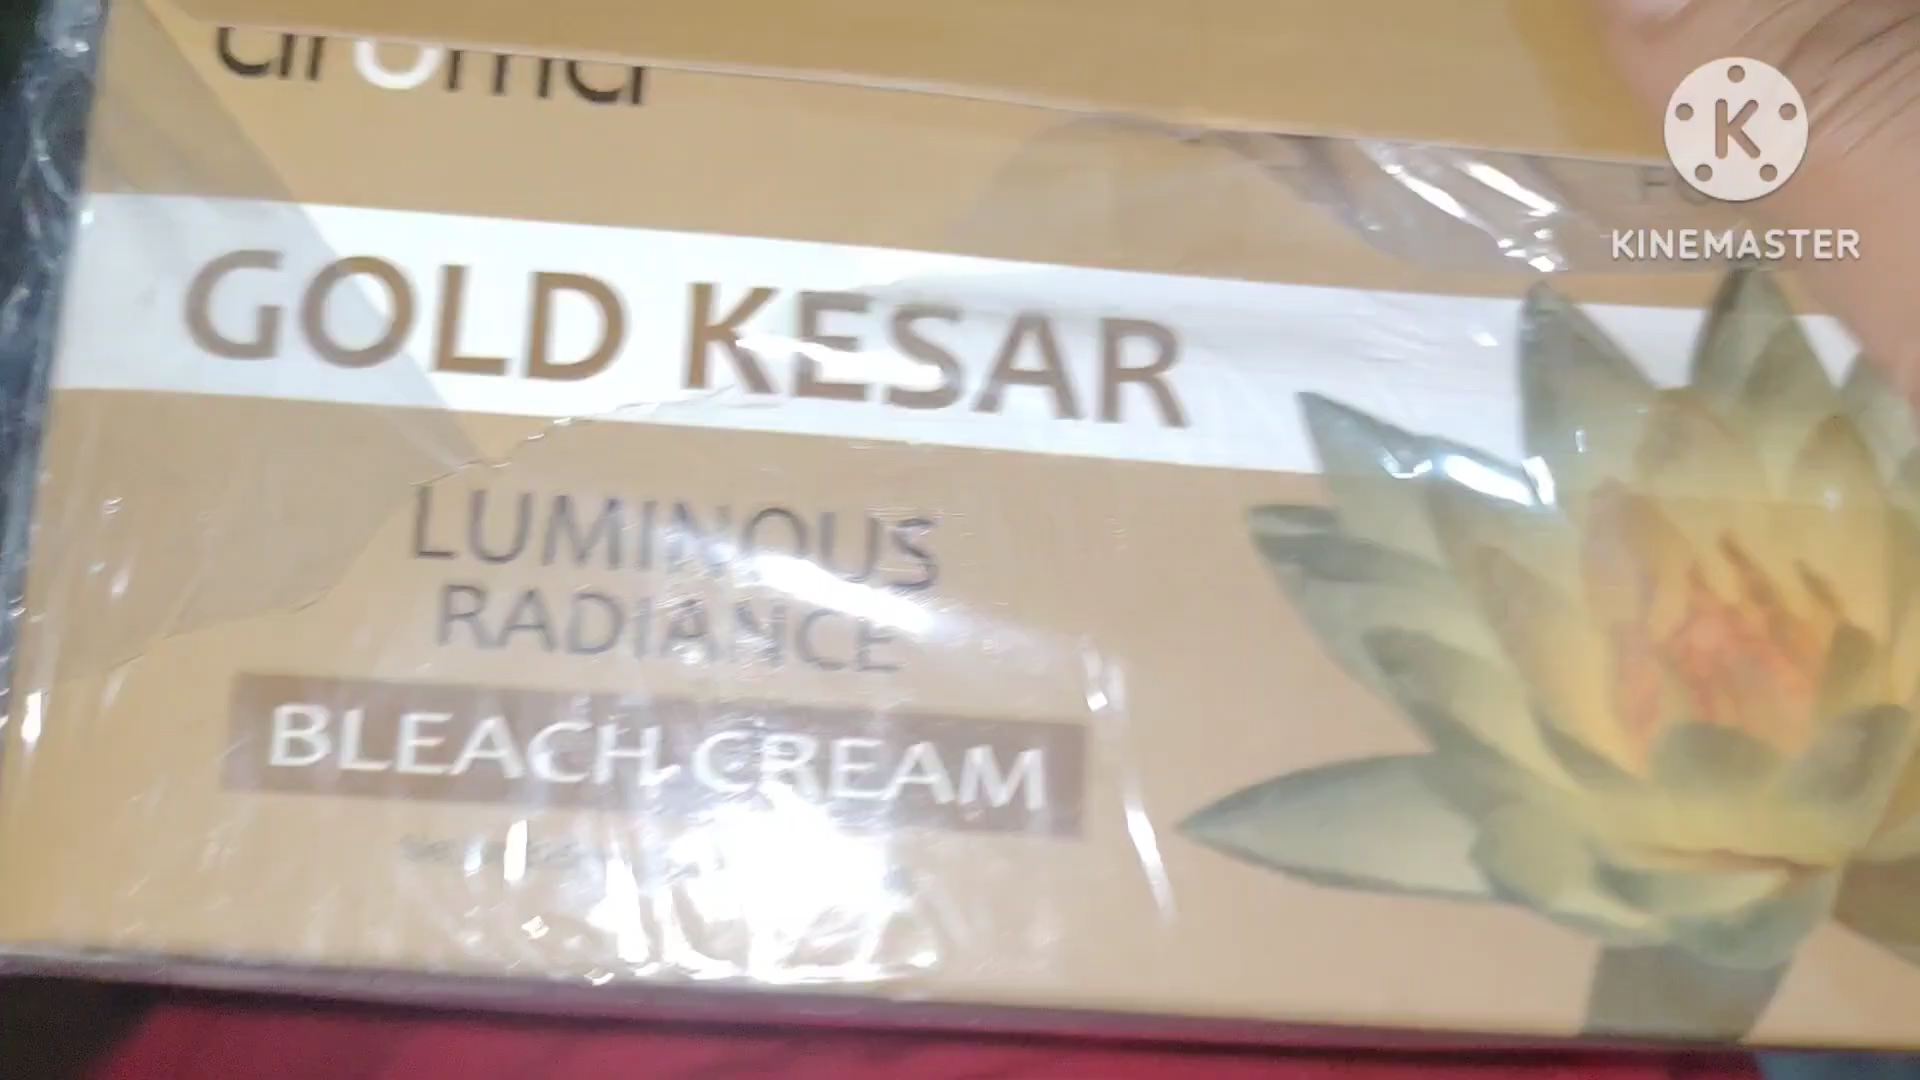 aroma
GOLD KESAR
LUMINOUS
RADIANCE
BLEACH CREAM
KINEMASTER